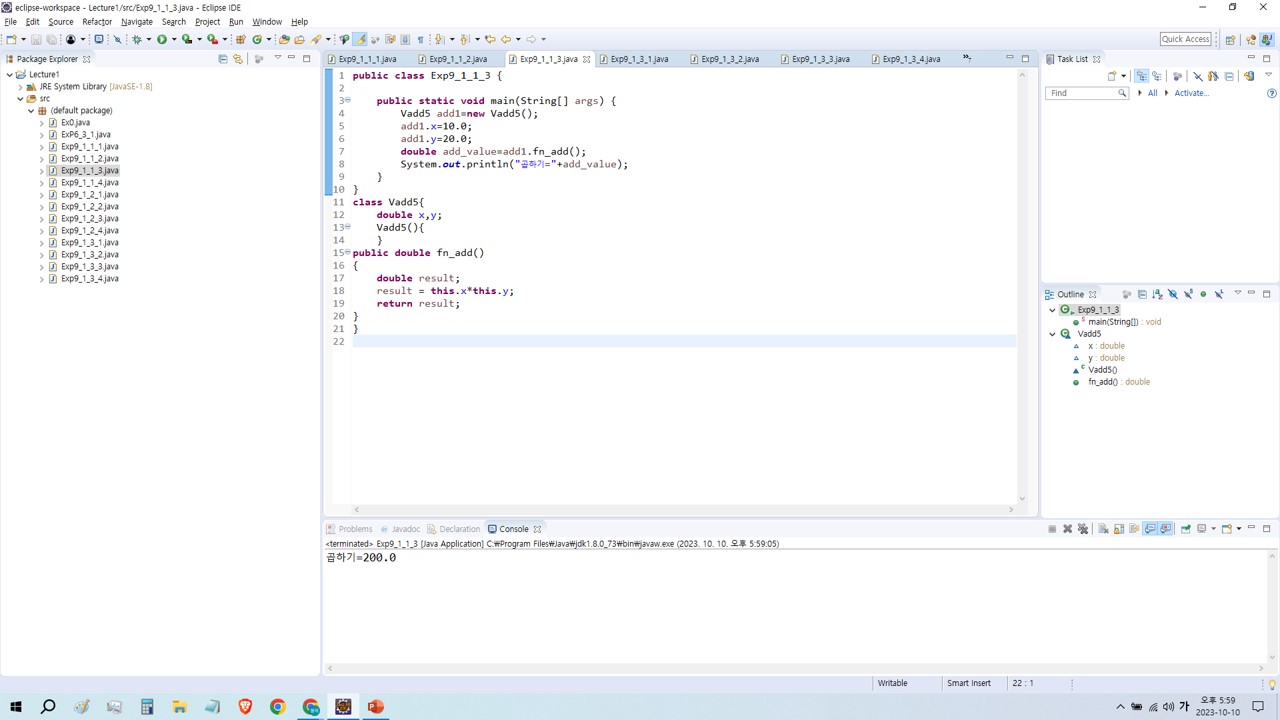 eclipse-workspace - Lecture1/src/Exp9_1_1_3.java - Eclipse IDE
File Edit Source Refactor Navigate Search Project Run Window Help
Quick Access
Package Explorer
Lecture1
JRE System Library [JavaSE-1.8]
src
(default package)
Ex0.java
ExP6_3_1.java
Exp9_1_1_1.java
Exp9_1_1_2.java
Exp9_1_1_3.java
Exp9_1_1_4.java
Exp9_1_2_1.java
Exp9_1_2_2.java
Exp9_1_2_3.java
Exp9_1_2_4.java
Exp9_1_3_1.java
Exp9_1_3_2.java
Exp9_1_3_3.java
Exp9_1_3_4.java
Exp9_1_1_1.java Exp9_1_1_2.java Exp9_1_1_3.java Exp9_1_3_1.java Exp9_1_3_2.java Exp9_1_3_3.java Exp9_1_3_4.java
1 public class Exp9_1_1_3 {
2
3 public static void main(String[] args) {
4 Vadd5 add1=new Vadd5();
5 add1.x=10.0;
6 add1.y=20.0;
7 double add_value=add1.fn_add();
8 System.out.println("곱하기="+add_value);
9 }
10 }
11 class Vadd5{
12 double x,y;
13 Vadd5(){
14 }
15 public double fn_add()
16 {
17 double result;
18 result = this.x*this.y;
19 return result;
20 }
21 }
22
Task List
Find All Activate...
Outline
Exp9_1_1_3
main(String[]) : void
Vadd5
x : double
y : double
Vadd5()
fn_add() : double
Problems Javadoc Declaration Console
<terminated> Exp9_1_1_3 [Java Application] C:₩Program Files₩Java₩jdk1.8.0_73₩bin₩javaw.exe (2023. 10. 10. 오후 5:59:05)
곱하기=200.0
Writable Smart Insert 22 : 1
가
오후 5:59
2023-10-10